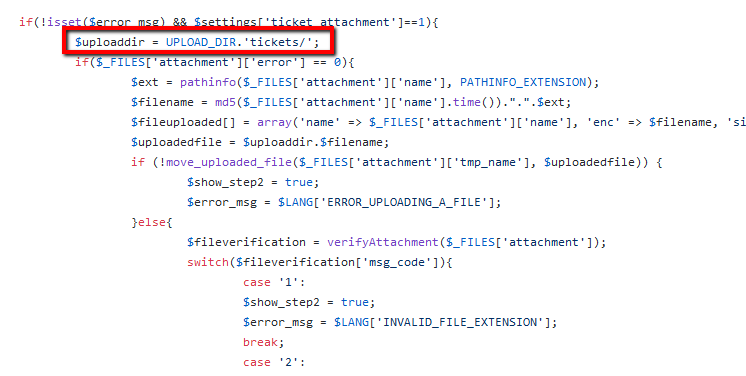 if(!isset($error_msg) && $settings['ticket_attachment']==1){
$uploaddir = UPLOAD_DIR.'tickets/';
if($_FILES['attachment']['error'] == 0){
$ext = pathinfo($_FILES['attachment']['name'], PATHINFO_EXTENSION);
$filename = md5($_FILES['attachment']['name'].time()).".".$ext;
$fileuploaded[] = array('name' => $_FILES['attachment']['name'], 'enc' => $filename, 'si
$uploadedfile = $uploaddir.$filename;
if (!move_uploaded_file($_FILES['attachment']['tmp_name'], $uploadedfile)) {
$show_step2 = true;
$error_msg = $LANG['ERROR_UPLOADING_A_FILE'];
}else{
$fileverification = verifyAttachment($_FILES['attachment']);
switch($fileverification['msg_code']){
case '1':
$show_step2 = true;
$error_msg = $LANG['INVALID_FILE_EXTENSION'];
break;
case '2':